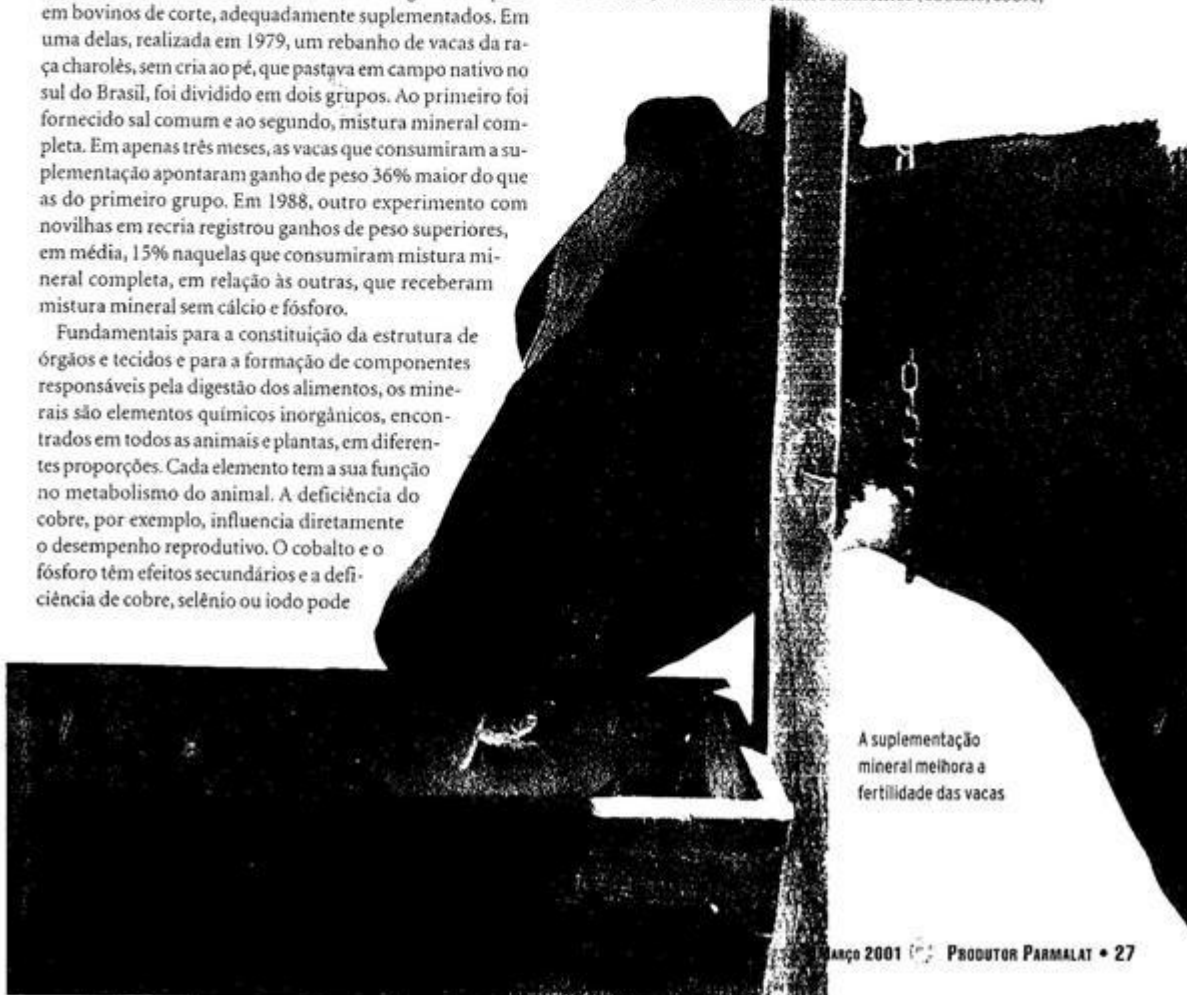 em bovinos de corte, adequadamente suplementados. Em
uma delas, realizada em 1979, um rebanho de vacas da ra-
ça charolês, sem cria ao pé, que pastava em campo nativo no
sul do Brasil, foi dividido em dois grupos. Ao primeiro foi
fornecido sal comum e ao segundo, mistura mineral com-
pleta. Em apenas três meses, as vacas que consumiram a su-
plementação apontaram ganho de peso 36% maior do que
as do primeiro grupo. Em 1988, outro experimento com
novilhas em recria registrou ganhos de peso superiores,
em média, 15% naquelas que consumiram mistura mi-
neral completa, em relação às outras, que receberam
mistura mineral sem cálcio e fósforo.
Fundamentais para a constituição da estrutura de
órgãos e tecidos e para a formação de componentes
responsáveis pela digestão dos alimentos, os mine-
rais são elementos químicos inorgânicos, encon-
trados em todos as animais e plantas, em diferen-
tes proporções. Cada elemento tem a sua função
no metabolismo do animal. A deficiência do
cobre, por exemplo, influencia diretamente
o desempenho reprodutivo. O cobalto e o
fósforo têm efeitos secundários e a defi-
ciência de cobre, selênio ou iodo pode
A suplementação
mineral melhora a
fertilidade das vacas
Março 2001 Produtor Parmalat • 27